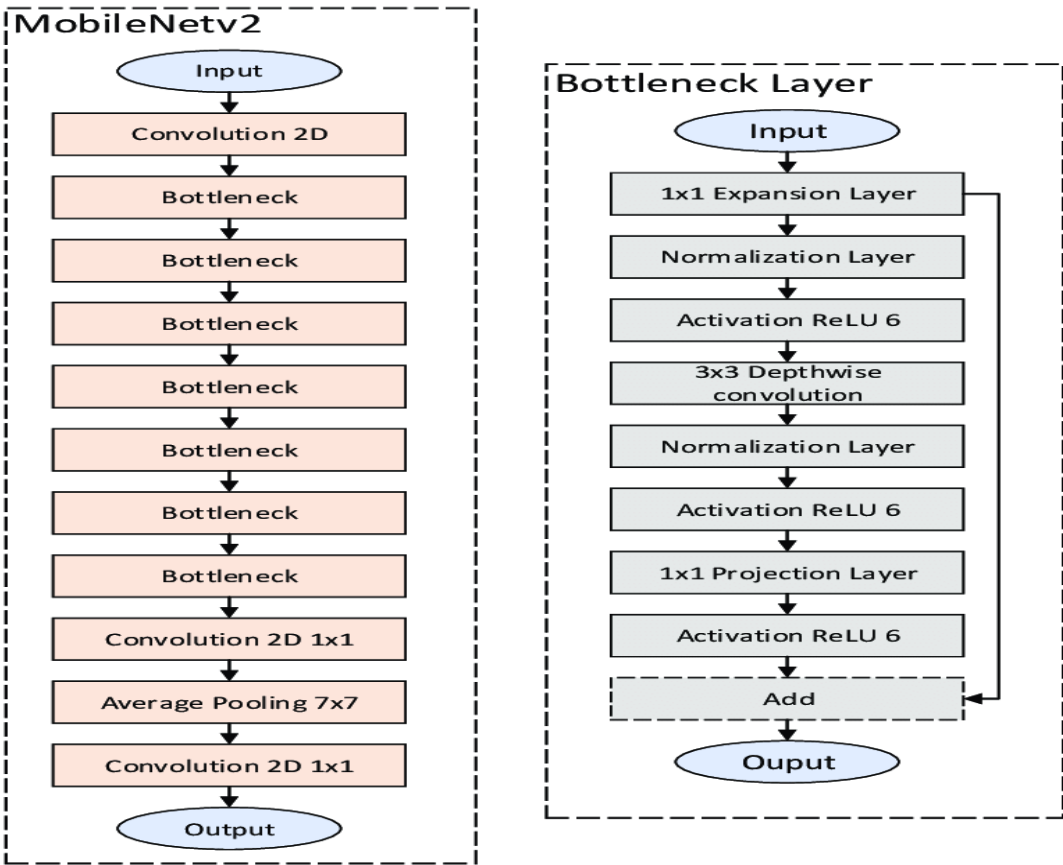 MobileNetv2
Input
Convolution 2D
Bottleneck
Bottleneck
Bottleneck
Bottleneck
Bottleneck
Bottleneck
Bottleneck
Convolution 2D 1x1
Average Pooling 7x7
Convolution 2D 1x1
Output
Bottleneck Layer
Input
1x1 Expansion Layer
Normalization Layer
Activation ReLU 6
3x3 Depthwise
convolution
Normalization Layer
Activation ReLU 6
1x1 Projection Layer
Activation ReLU 6
Add
Ouput